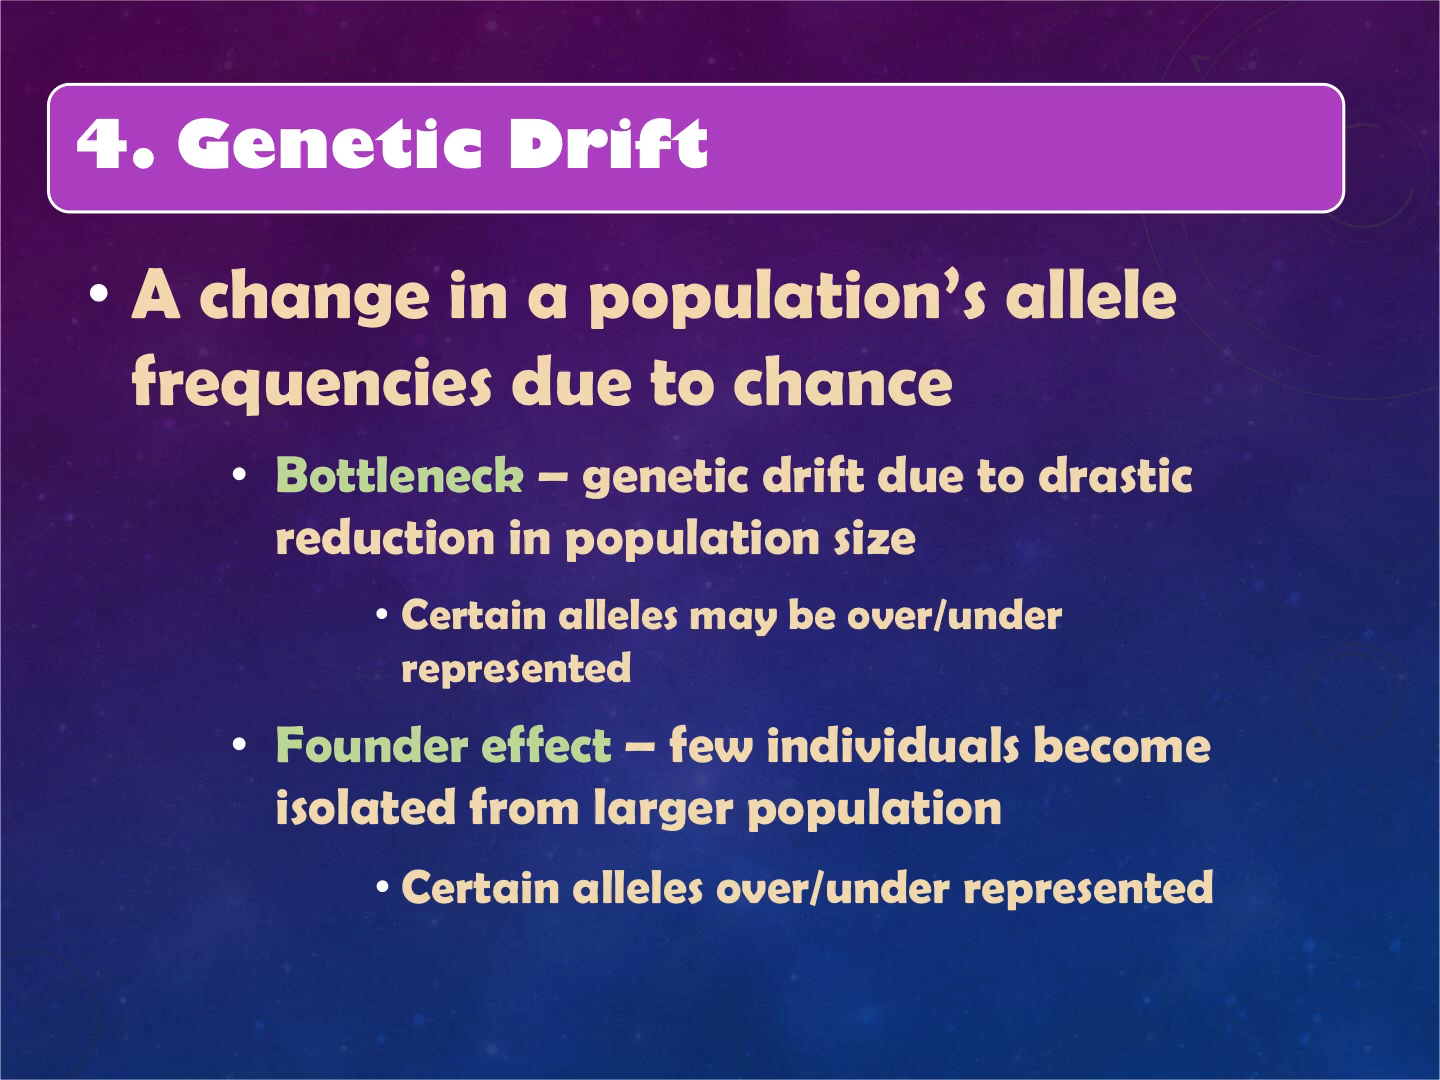 4. Genetic Drift
• A change in a population’s allele
frequencies due to chance
• Bottleneck – genetic drift due to drastic
reduction in population size
• Certain alleles may be over/under
represented
• Founder effect – few individuals become
isolated from larger population
• Certain alleles over/under represented